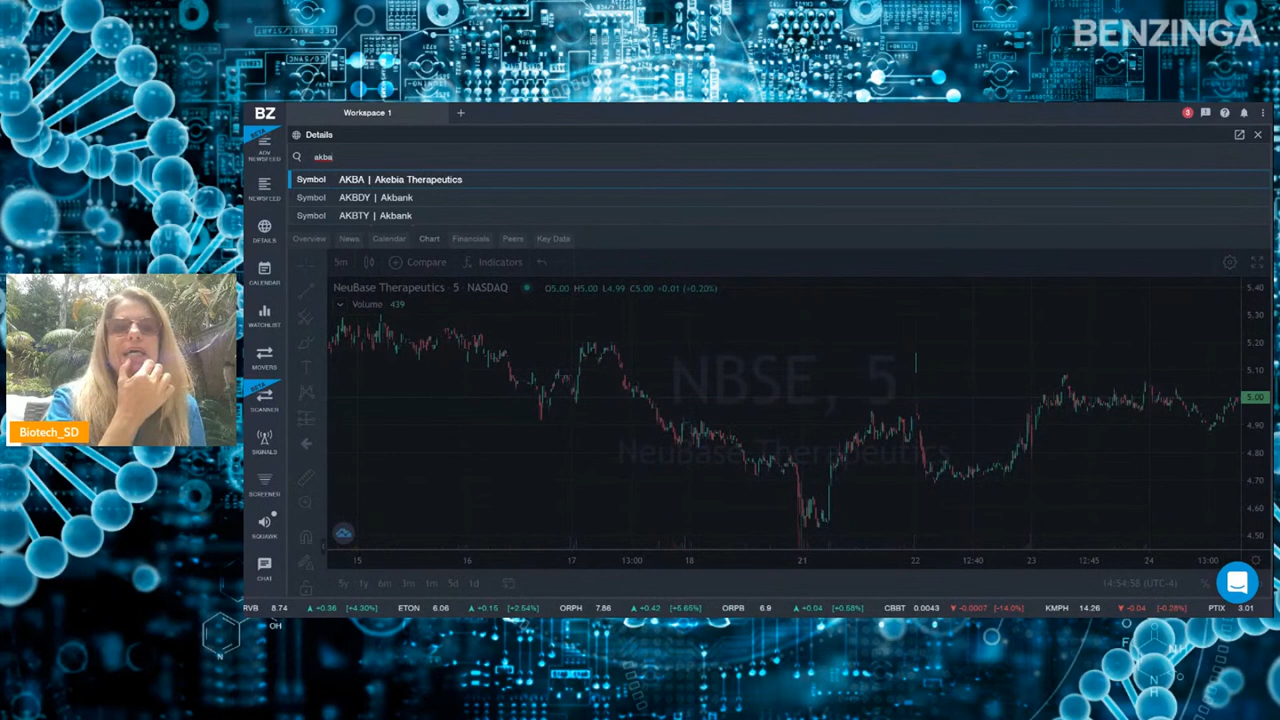 BENZINGA
BZ
Workspace 1
+
3
BETA
ADV
NEWSFEED
Details
akba
Symbol AKBA | Akebia Therapeutics
NEWSFEED
Symbol AKBDY | Akbank
Symbol AKBTY | Akbank
DETAILS
Overview News Calendar Chart Financials Peers Key Data
5m Compare Indicators
CALENDAR
NeuBase Therapeutics · 5 · NASDAQ O5.00 H5.00 L4.99 C5.00 +0.01 (+0.20%)
Volume 439
WATCHLIST
MOVERS
BETA
SCANNER
SIGNALS
SCREENER
SQUAWK
CHAT
NBSE, 5
NeuBase Therapeutics
5.40
5.30
5.20
5.10
5.00
4.90
4.80
4.70
4.60
4.50
Biotech_SD
15 16 17 13:00 18 21 22 12:40 23 12:45 24 13:00
5y 1y 6m 3m 1m 5d 1d 14:54:58 (UTC-4) %
RVB 8.74 +0.36 [+4.30%] ETON 6.06 +0.15 [+2.54%] ORPH 7.86 +0.42 [+5.65%] ORPB 6.9 +0.04 [+0.58%] CBBT 0.0043 -0.0007 [-14.0%] KMPH 14.26 -0.04 [-0.28%] PTIX 3.01
OH
N
F
O
N
NH
N
H